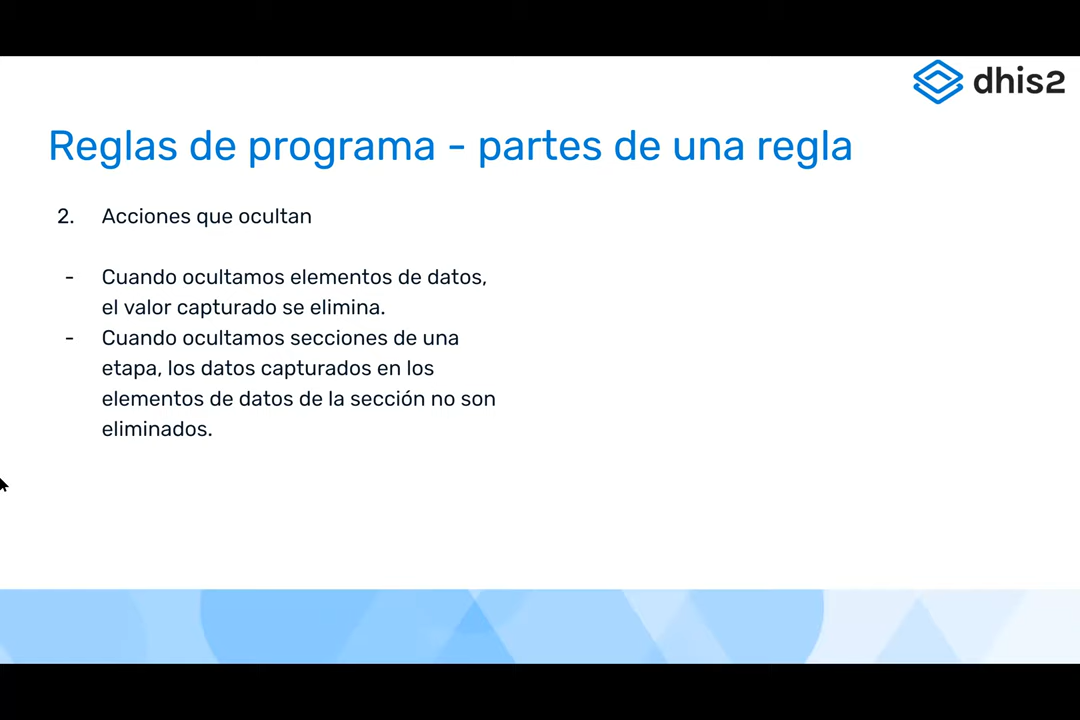 dhis2
Reglas de programa - partes de una regla
2. Acciones que ocultan
- Cuando ocultamos elementos de datos,
el valor capturado se elimina.
- Cuando ocultamos secciones de una
etapa, los datos capturados en los
elementos de datos de la sección no son
eliminados.